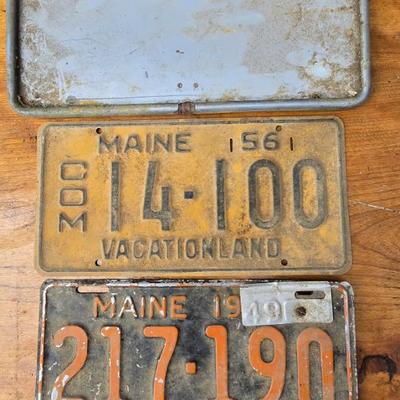 MAINE 56
COM 14·100
VACATIONLAND
MAINE 19 49
217·190